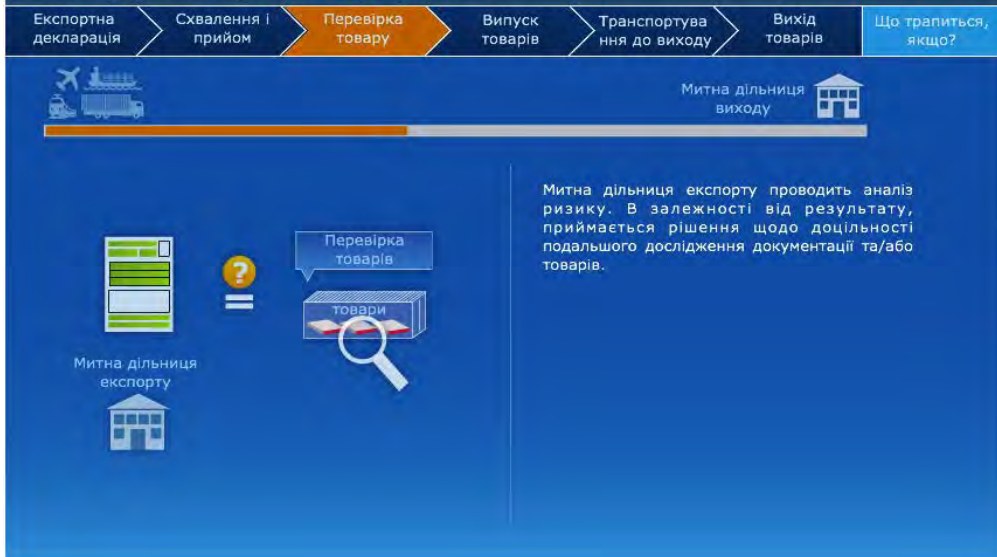 Експортна
декларація
Схвалення і
прийом
Перевірка
товару
Випуск
товарів
Транспортува
ння до виходу
Вихід
товарів
Що трапиться,
якщо?
Митна дільниця
виходу
Митна дільниця експорту проводить аналіз
ризику. В залежності від результату,
приймається рішення щодо доцільності
подальшого дослідження документації та/або
товарів.
Перевірка
товарів
?
товари
Митна дільниця
експорту